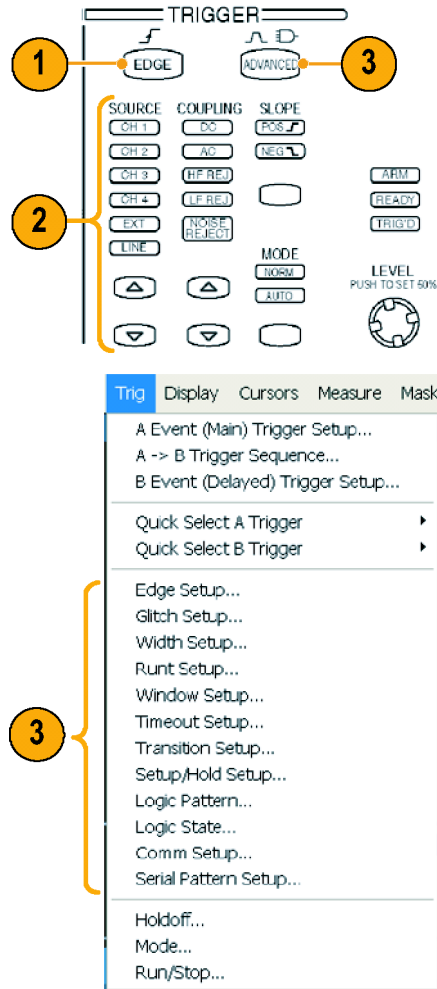 TRIGGER
1
EDGE
ADVANCED
3
SOURCE COUPLING SLOPE
CH 1 DC POS
CH 2 AC NEG
CH 3 HF REJ ARM
2
CH 4 LF REJ READY
EXT NOISE REJECT TRIG'D
LINE
MODE
NORM
AUTO
LEVEL
PUSH TO SET 50%
Trig Display Cursors Measure Mask
A Event (Main) Trigger Setup...
A -> B Trigger Sequence...
B Event (Delayed) Trigger Setup...
Quick Select A Trigger
Quick Select B Trigger
Edge Setup...
Glitch Setup...
Width Setup...
Runt Setup...
Window Setup...
Timeout Setup...
3
Transition Setup...
Setup/Hold Setup...
Logic Pattern...
Logic State...
Comm Setup...
Serial Pattern Setup...
Holdoff...
Mode...
Run/Stop...